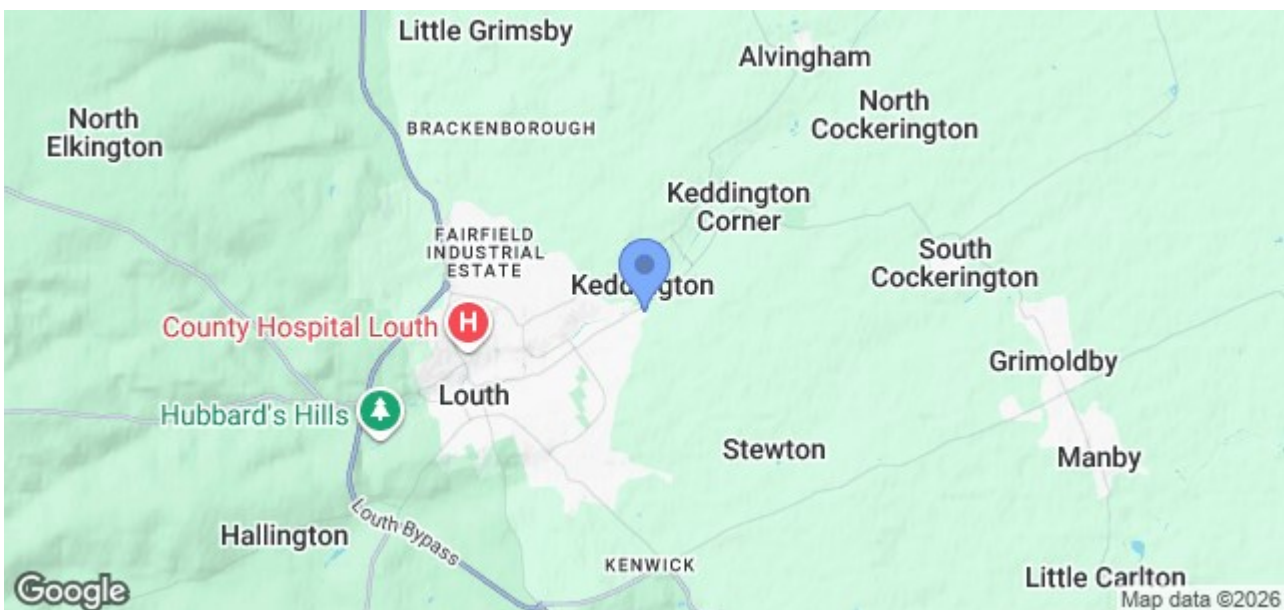 Little Grimsby
Alvingham
North
Elkington
BRACKENBOROUGH
North
Cockerington
Keddington
Corner
FAIRFIELD
INDUSTRIAL
ESTATE
South
Cockerington
Keddington
County Hospital Louth
H
Grimoldby
Louth
Hubbard's Hills
Stewton
Manby
Hallington
Louth Bypass
KENWICK
Little Carlton
Google
Map data ©2026